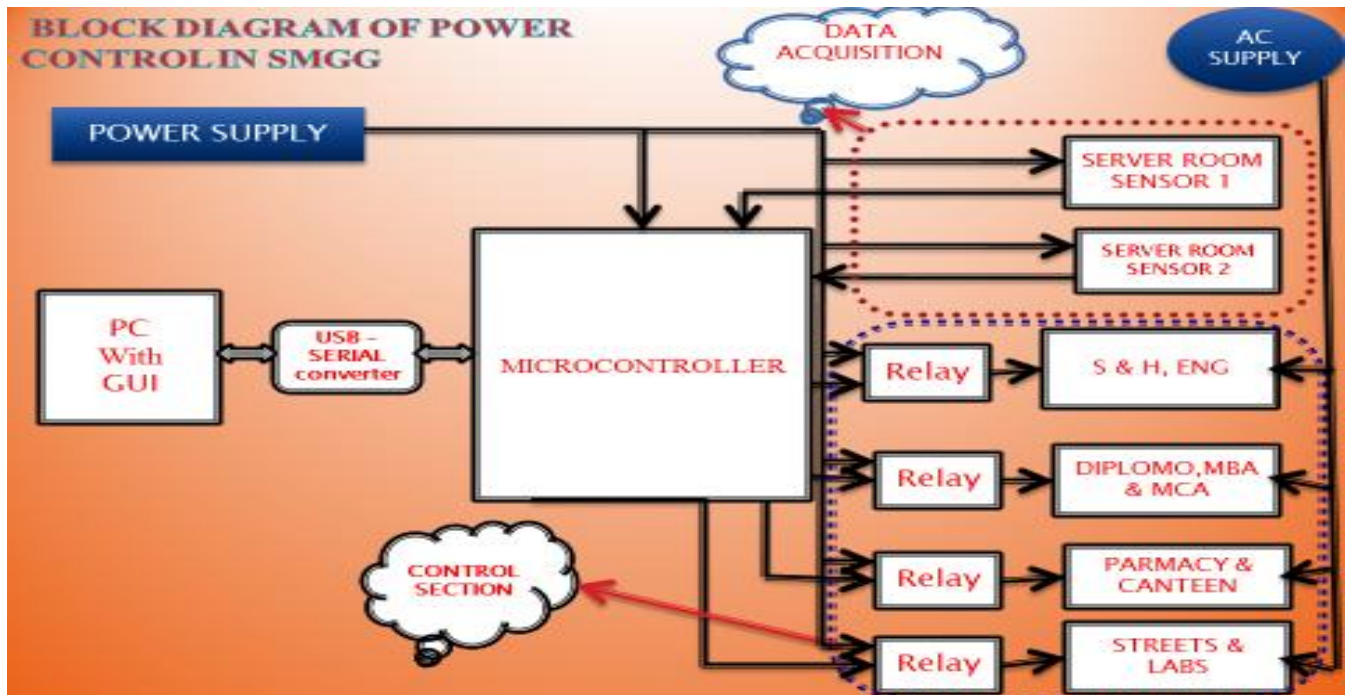 BLOCK DIAGRAM OF POWER
CONTROL IN SMGG
DATA
ACQUISITION
AC
SUPPLY
POWER SUPPLY
SERVER ROOM
SENSOR 1
SERVER ROOM
SENSOR 2
PC
With
GUI
USB –
SERIAL
converter
MICROCONTROLLER
Relay
S & H, ENG
Relay
DIPLOMO,MBA
& MCA
CONTROL
SECTION
Relay
PARMACY &
CANTEEN
Relay
STREETS &
LABS